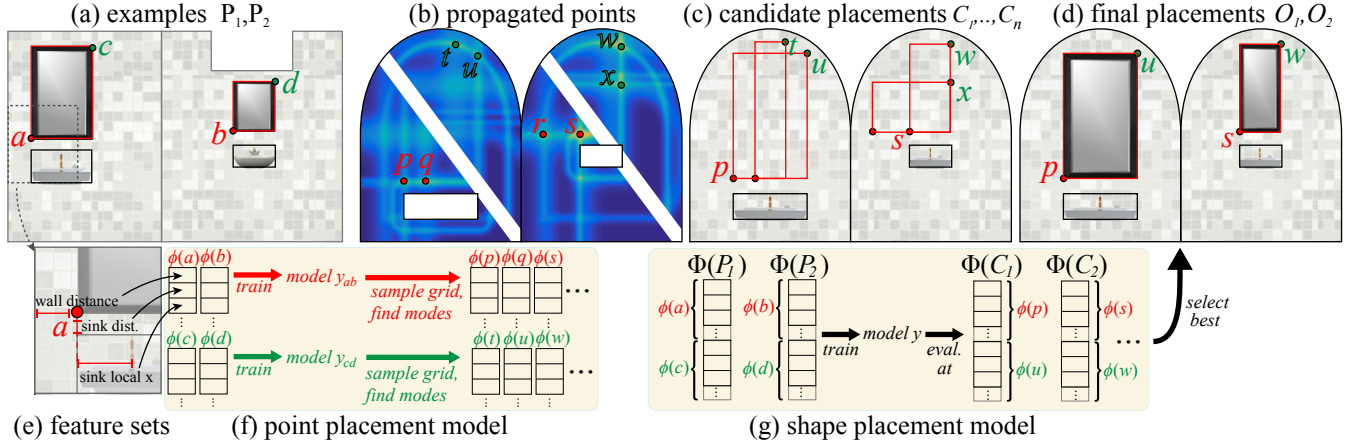 (a) examples P₁,P₂
(b) propagated points
(c) candidate placements C₁,..,Cₙ
(d) final placements O₁,O₂
c
a
d
b
t
u
p
q
w
x
r
s
t
u
p
w
x
s
u
p
w
s
wall distance
a
sink dist.
sink local x
ϕ(a) ϕ(b)
⋮ ⋮
train
model y_ab
sample grid,
find modes
ϕ(p) ϕ(q) ϕ(s)
⋮ ⋮ ⋮
...
ϕ(c) ϕ(d)
⋮ ⋮
train
model y_cd
sample grid,
find modes
ϕ(t) ϕ(u) ϕ(w)
⋮ ⋮ ⋮
...
Φ(P₁) Φ(P₂)
ϕ(a) ϕ(b)
ϕ(c) ϕ(d)
train
model y
eval.
at
Φ(C₁) Φ(C₂)
ϕ(p) ϕ(s)
ϕ(u) ϕ(w)
...
select
best
(e) feature sets
(f) point placement model
(g) shape placement model